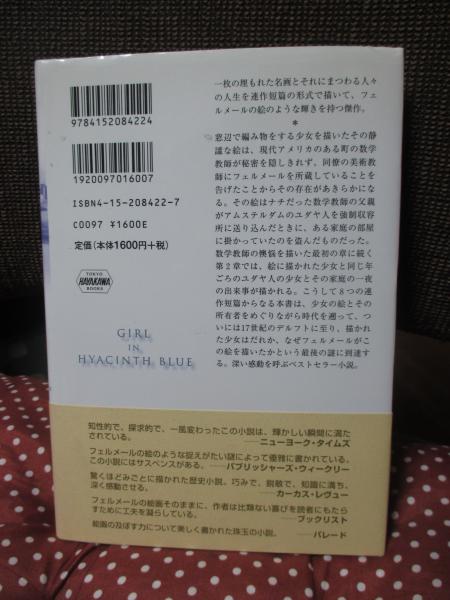 一枚の埋もれた名画とそれにまつわる人々
の人生を連作短篇の形式で描いて、フェル
メールの絵のような輝きを持つ傑作。
*
窓辺で編み物をする少女を描いたその静
謐な絵は、現代アメリカのある町の数学
教師が秘密を隠しきれず、同僚の美術教
師にフェルメールを所蔵していることを
告げたことからその存在があきらかにな
る。その絵はナチだった数学教師の父親
がアムステルダムのユダヤ人を強制収容所
に送り込んだときに、ある家庭の部屋に
掛かっていたのを盗んだものだった。
数学教師の懊悩を描いた最初の章に続く
第2章では、絵に描かれた少女と同じ年
ごろのユダヤ人の少女とその家庭の一夜
の出来事が描かれる。こうして8つの連
作短篇からなる本書は、少女の絵とその
所有者をめぐりながら時代を遡って、つ
いには17世紀のデルフトに至り、描かれ
た少女はだれか、なぜフェルメールがこ
の絵を描いたかという最後の謎に到達す
る。深い感動を呼ぶベストセラー小説。
9784152084224
1920097016007
ISBN4-15-208422-7
C0097 ¥1600E
定価(本体1600円+税)
TOKYO
HAYAKAWA
BOOKS
GIRL
IN
HYACINTH BLUE
知性的で、探求的で、一風変わったこの小説は、輝かしい瞬間に満た
されている。 ——ニューヨーク・タイムズ
フェルメールの絵のような捉えがたい謎によって優雅に書かれている。
この小説にはサスペンスがある。 ——パブリッシャーズ・ウィークリー
驚くほどみごとに描かれた歴史小説。巧みで、鋭敏で、知識に満ち、
深く感動させる。 ——カーカス・レヴュー
フェルメールの絵画そのままに、作者は比類ない喜びを読者にもたら
すために工夫を凝らしている。 ——ブックリスト
絵画の及ぼす力について美しく書かれた珠玉の小説。 ——パレード